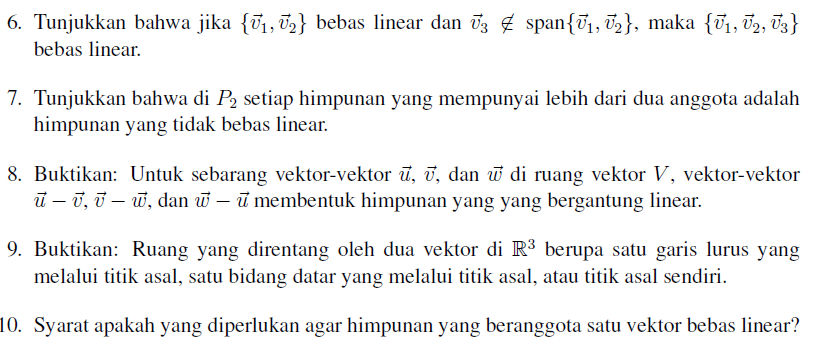 6. Tunjukkan bahwa jika {v⃗₁, v⃗₂} bebas linear dan v⃗₃ ∉ span{v⃗₁, v⃗₂}, maka {v⃗₁, v⃗₂, v⃗₃}
bebas linear.
7. Tunjukkan bahwa di P₂ setiap himpunan yang mempunyai lebih dari dua anggota adalah
himpunan yang tidak bebas linear.
8. Buktikan: Untuk sebarang vektor-vektor u⃗, v⃗, dan w⃗ di ruang vektor V, vektor-vektor
u⃗ − v⃗, v⃗ − w⃗, dan w⃗ − u⃗ membentuk himpunan yang yang bergantung linear.
9. Buktikan: Ruang yang direntang oleh dua vektor di ℝ³ berupa satu garis lurus yang
melalui titik asal, satu bidang datar yang melalui titik asal, atau titik asal sendiri.
10. Syarat apakah yang diperlukan agar himpunan yang beranggota satu vektor bebas linear?